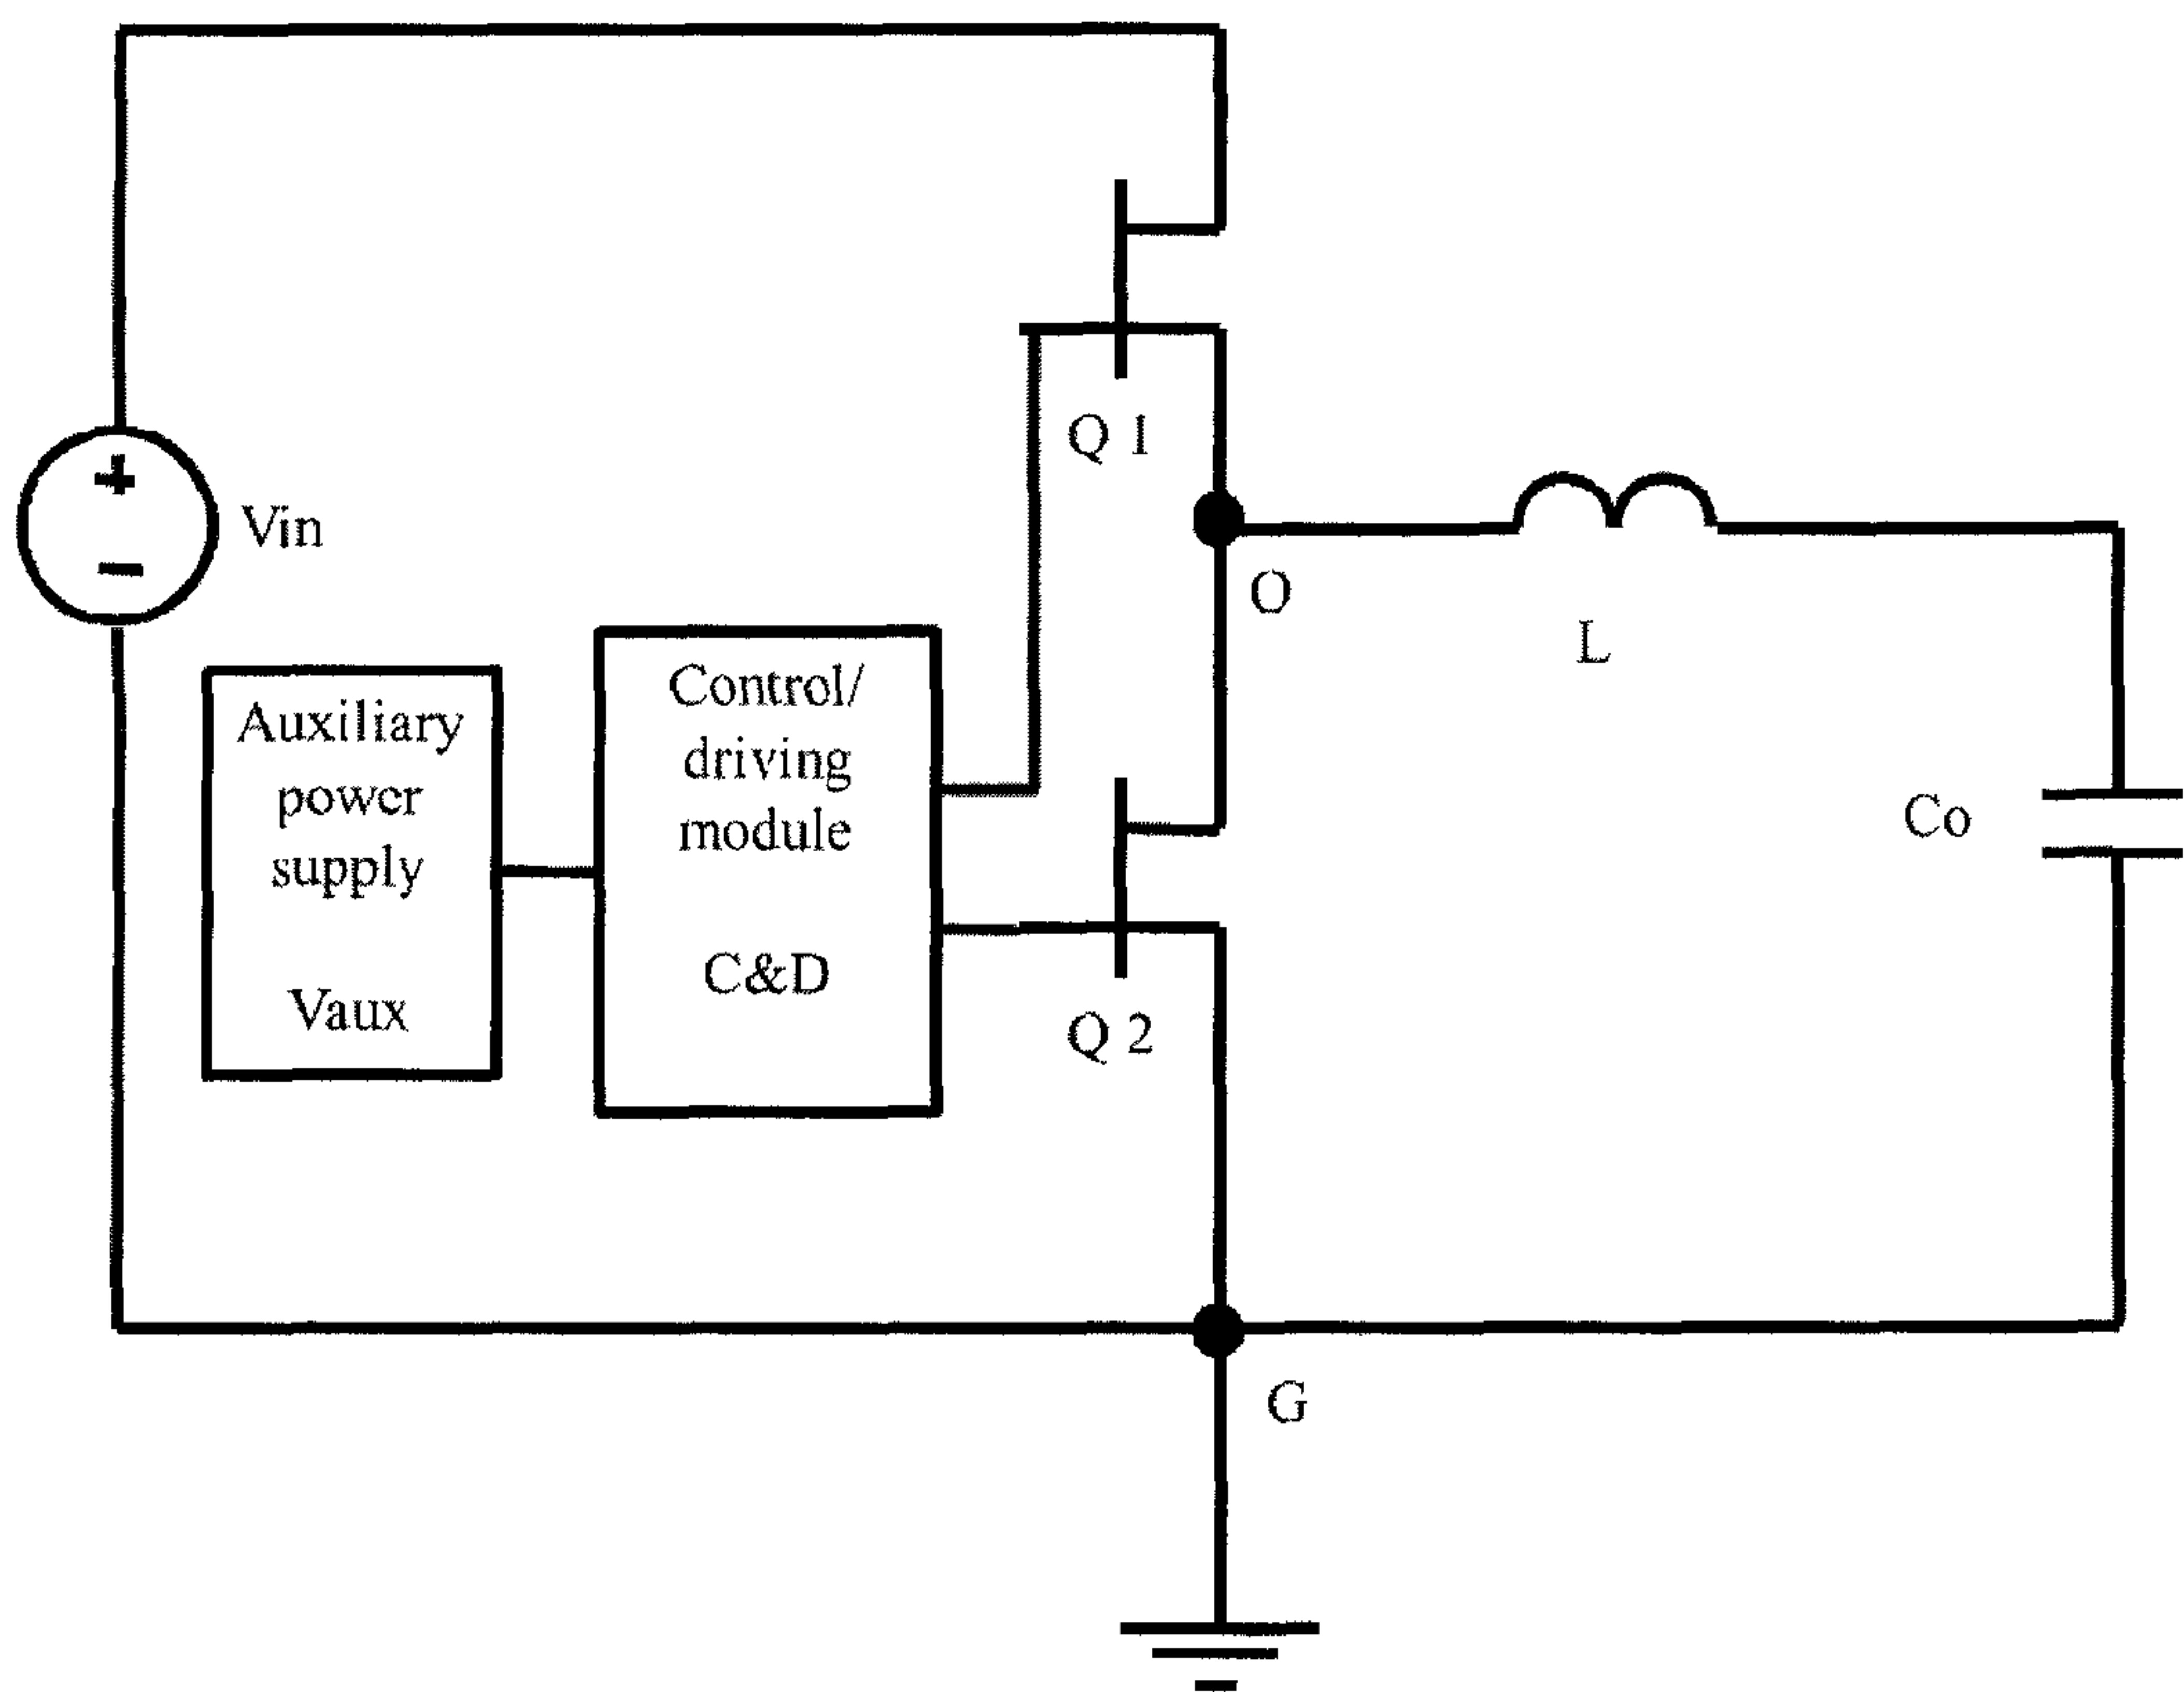 Q 1
Vin
O
L
Auxiliary
power
supply
Vaux
Control/
driving
module
C&D
Co
Q 2
G